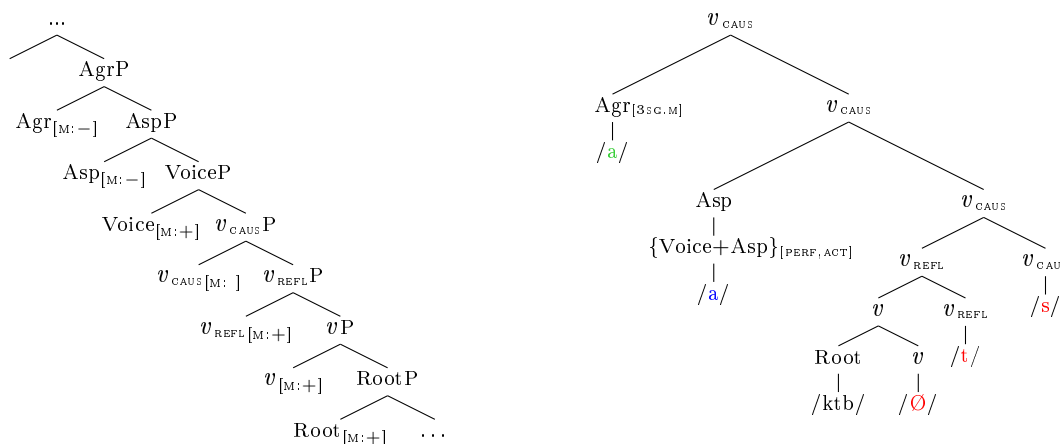 ...
AgrP
Agr[M:−] AspP
Asp[M:−] VoiceP
Voice[M:+] vCAUSP
vCAUS[M: ] vREFLP
vREFL[M:+] vP
v[M:+] RootP
Root[M:+] ...
vCAUS
Agr[3SG.M] vCAUS
/a/
Asp vCAUS
{Voice+Asp}[PERF,ACT] vREFL vCAU
/a/ /s/
v vREFL
Root v /t/
/ktb/ /Ø/